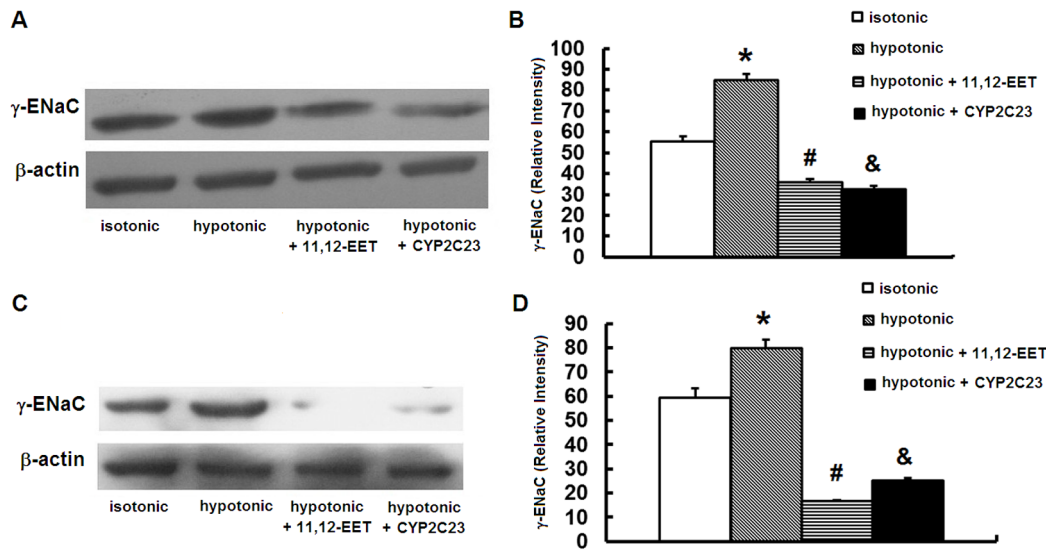 A
γ-ENaC
β-actin
isotonic
hypotonic
hypotonic
+ 11,12-EET
hypotonic
+ CYP2C23
B
isotonic
hypotonic
hypotonic + 11,12-EET
hypotonic + CYP2C23
γ-ENaC (Relative Intensity)
100
90
80
70
60
50
40
30
20
10
0
*
#
&
C
γ-ENaC
β-actin
isotonic
hypotonic
hypotonic
+ 11,12-EET
hypotonic
+ CYP2C23
D
isotonic
hypotonic
hypotonic + 11,12-EET
hypotonic + CYP2C23
γ-ENaC (Relative Intensity)
90
80
70
60
50
40
30
20
10
0
*
#
&